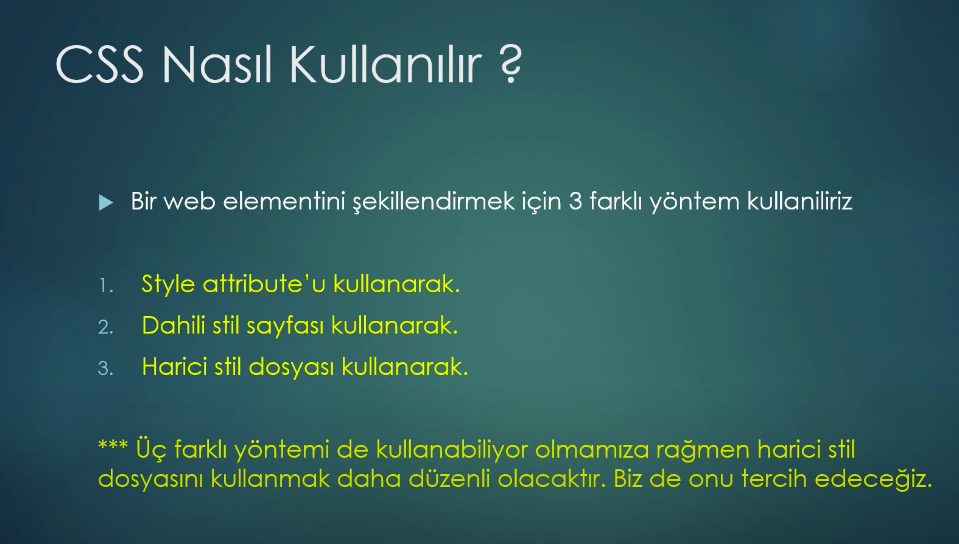 CSS Nasıl Kullanılır ?
Bir web elementini şekillendirmek için 3 farklı yöntem kullaniliriz
1. Style attribute'u kullanarak.
2. Dahili stil sayfası kullanarak.
3. Harici stil dosyası kullanarak.
*** Üç farklı yöntemi de kullanabiliyor olmamıza rağmen harici stil
dosyasını kullanmak daha düzenli olacaktır. Biz de onu tercih edeceğiz.